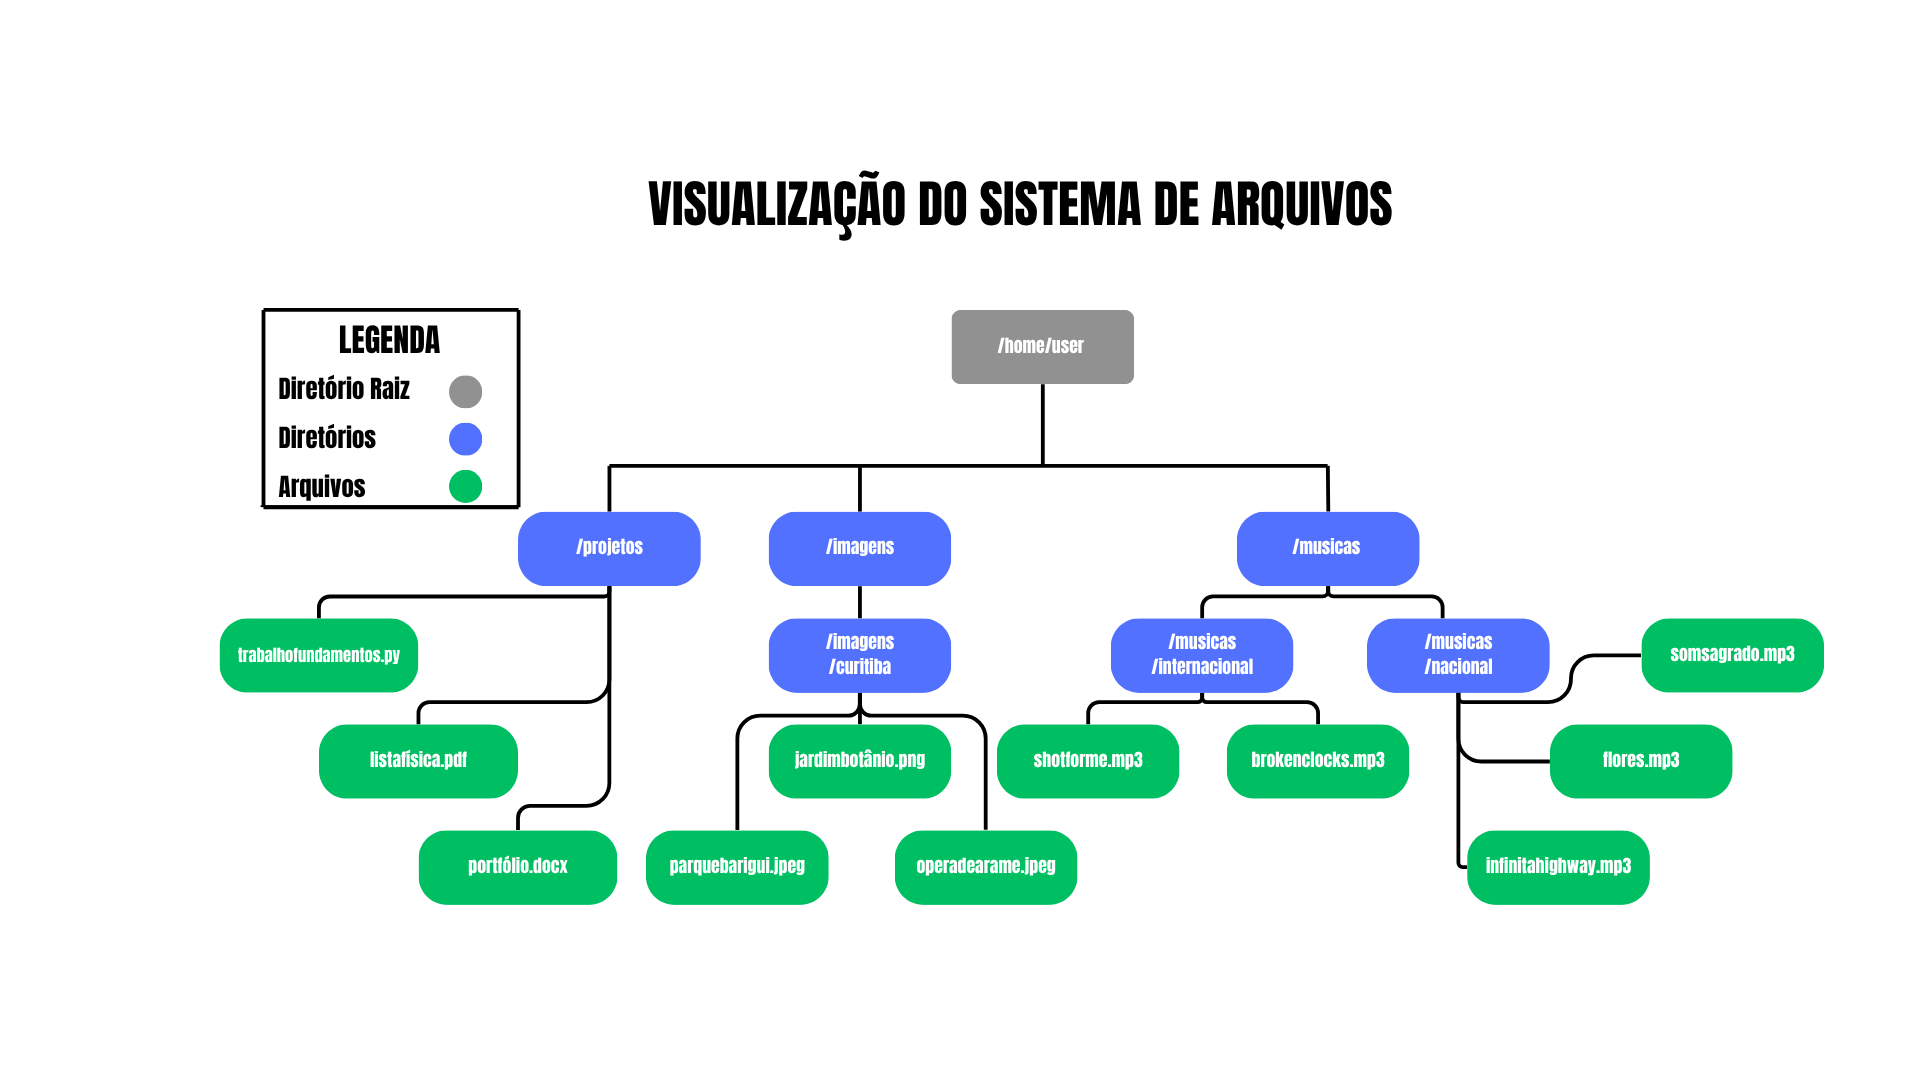 VISUALIZAÇÃO DO SISTEMA DE ARQUIVOS
LEGENDA
Diretório Raiz
Diretórios
Arquivos
/home/user
/projetos
/imagens
/musicas
trabalhofundamentos.py
/imagens
/curitiba
/musicas
/internacional
/musicas
/nacional
somsagrado.mp3
listafísica.pdf
jardimbotânio.png
shotforme.mp3
brokenclocks.mp3
flores.mp3
portfólio.docx
parquebarigui.jpeg
operadearame.jpeg
infinitahighway.mp3